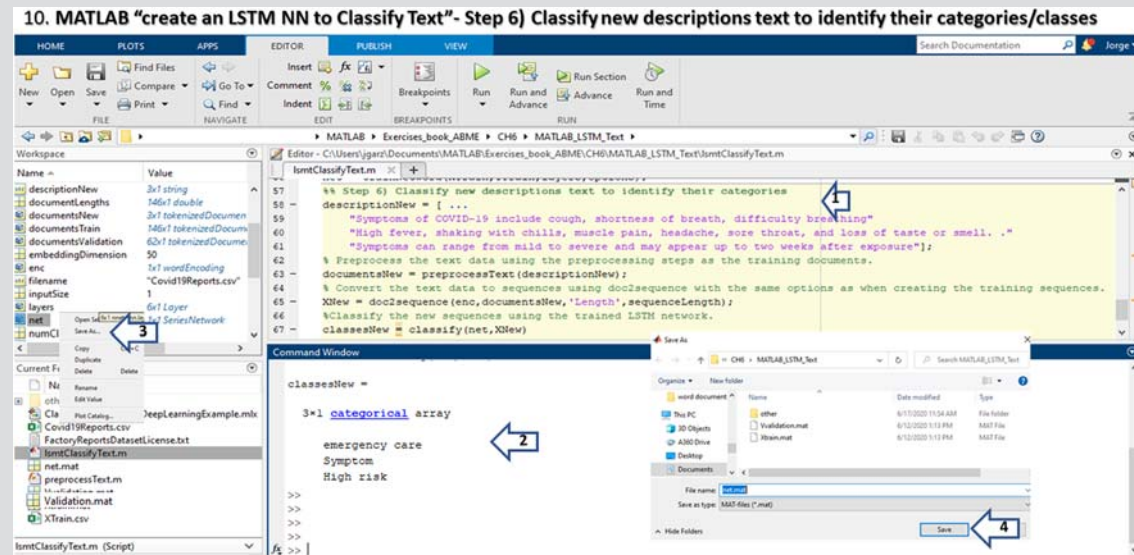 10. MATLAB "create an LSTM NN to Classify Text"- Step 6) Classify new descriptions text to identify their categories/classes
HOME PLOTS APPS EDITOR PUBLISH VIEW Search Documentation Jorge
New Open Save Find Files Compare Print Go To Find Insert Comment Indent Breakpoints Run Run and Advance Run Section Advance Run and Time
FILE NAVIGATE EDIT BREAKPOINTS RUN
MATLAB Exercises_book_ABME CH6 MATLAB_LSTM_Text
Workspace
Name Value
descriptionNew 3x1 string
documentLengths 146x1 double
documentsNew 3x1 tokenizedDocumen
documentsTrain 146x1 tokenizedDocum
documentsValidation 62x1 tokenizedDocume
embeddingDimension 50
enc 1x1 wordEncoding
filename "Covid19Reports.csv"
inputSize 1
layers 6x1 Layer
net 1x1 SeriesNetwork
numCl
Save As...
Copy
Duplicate
Delete Delete
Rename
Edit Value
Plot Catalog...
3
Editor - C:\Users\jgarz\Documents\MATLAB\Exercises_book_ABME\CH6\MATLAB_LSTM_Text\lsmtClassifyText.m
lsmtClassifyText.m
57 %% Step 6) Classify new descriptions text to identify their categories
58 - descriptionNew = [ ...
59 "Symptoms of COVID-19 include cough, shortness of breath, difficulty breathing"
60 "High fever, shaking with chills, muscle pain, headache, sore throat, and loss of taste or smell. ."
61 "Symptoms can range from mild to severe and may appear up to two weeks after exposure"];
62 % Preprocess the text data using the preprocessing steps as the training documents.
63 - documentsNew = preprocessText(descriptionNew);
64 % Convert the text data to sequences using doc2sequence with the same options as when creating the training sequences.
65 - XNew = doc2sequence(enc,documentsNew,'Length',sequenceLength);
66 %Classify the new sequences using the trained LSTM network.
67 - classesNew = classify(net,XNew)
1
Current F
Covid19Reports.csv
DeepLearningExample.mlx
FactoryReportsDatasetLicense.txt
lsmtClassifyText.m
net.mat
preprocessText.m
Validation.mat
XTrain.csv
lsmtClassifyText.m (Script)
Command Window
classesNew =
3×1 categorical array
emergency care
Symptom
High risk
>>
>>
>>
>>
fx >>
2
Save As
CH6 MATLAB_LSTM_Text Search MATLAB_LSTM_Text
Organize New folder
word document
This PC
3D Objects
A360 Drive
Desktop
Documents
Name Date modified Type
other 6/17/2020 11:54 AM File folder
Vvalidation.mat 6/12/2020 1:13 PM MAT File
Xtrain.mat 6/12/2020 1:13 PM MAT File
File name: net.mat
Save as type: MAT-files (*.mat)
Hide Folders Save
4